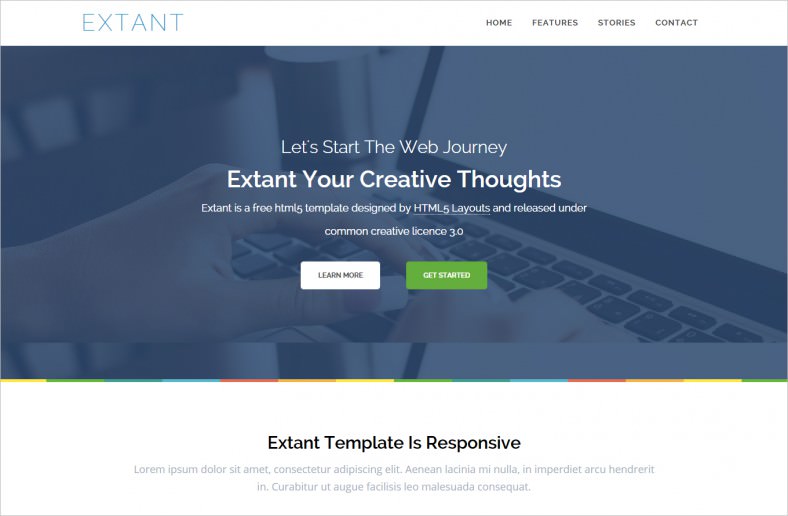 EXTANT
HOME FEATURES STORIES CONTACT
Let's Start The Web Journey
Extant Your Creative Thoughts
Extant is a free html5 template designed by HTML5 Layouts and released under
common creative licence 3.0
LEARN MORE GET STARTED
Extant Template Is Responsive
Lorem ipsum dolor sit amet, consectetur adipiscing elit. Aenean lacinia mi nulla, in imperdiet arcu hendrerit
in. Curabitur ut augue facilisis leo malesuada consequat.